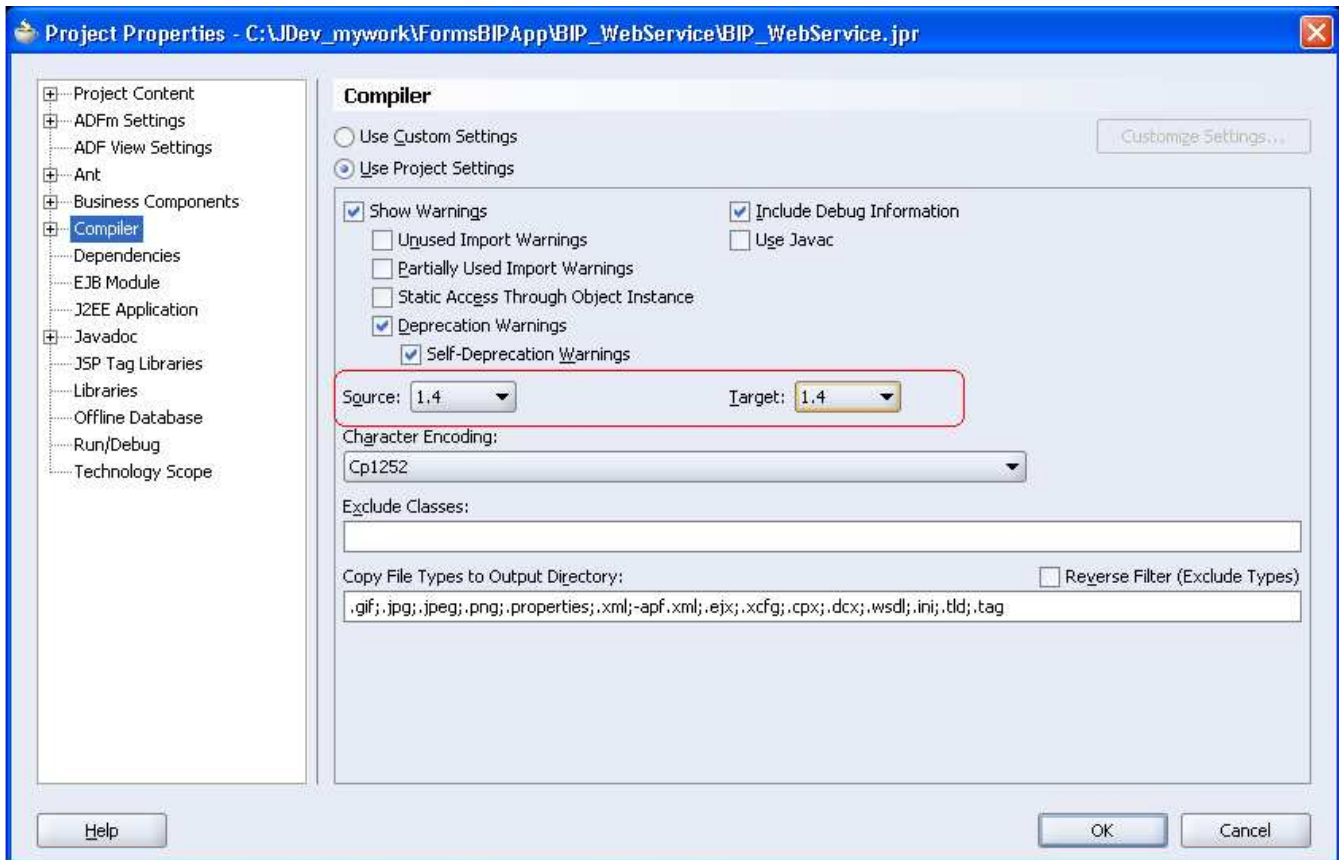 Project Properties - C:\JDev_mywork\FormsBIPApp\BIP_WebService\BIP_WebService.jpr
Project Content
ADFm Settings
ADF View Settings
Ant
Business Components
Compiler
Dependencies
EJB Module
J2EE Application
Javadoc
JSP Tag Libraries
Libraries
Offline Database
Run/Debug
Technology Scope
Compiler
Use Custom Settings
Customize Settings...
Use Project Settings
Show Warnings
Include Debug Information
Unused Import Warnings
Use Javac
Partially Used Import Warnings
Static Access Through Object Instance
Deprecation Warnings
Self-Deprecation Warnings
Source: 1.4
Target: 1.4
Character Encoding:
Cp1252
Exclude Classes:
Copy File Types to Output Directory:
Reverse Filter (Exclude Types)
.gif;.jpg;.jpeg;.png;.properties;.xml;-apf.xml;.ejx;.xcfg;.cpx;.dcx;.wsdl;.ini;.tld;.tag
Help
OK
Cancel